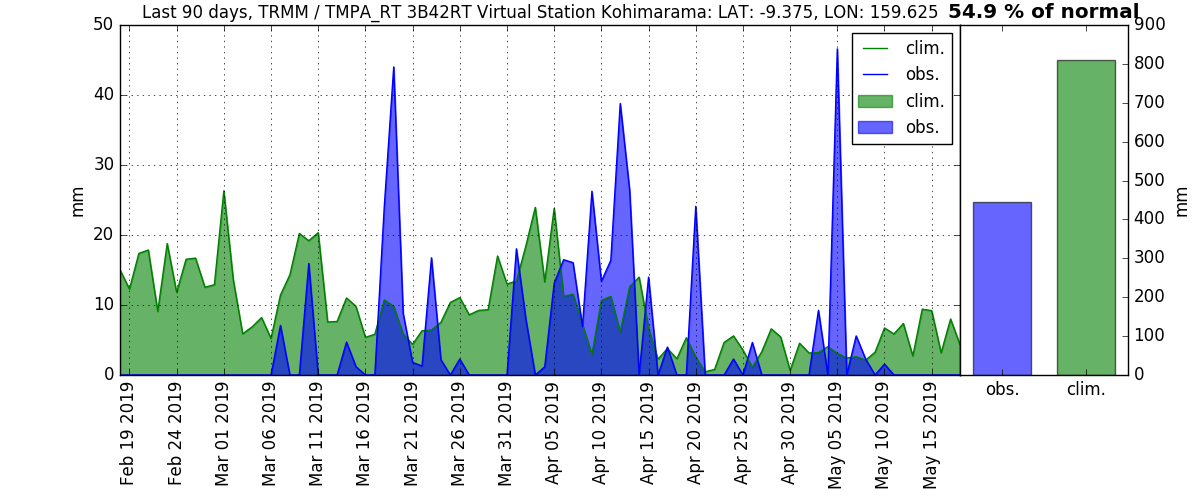 Last 90 days, TRMM / TMPA_RT 3B42RT Virtual Station Kohimarama: LAT: -9.375, LON: 159.625
54.9 % of normal
50
40
30
20
10
0
mm
clim.
obs.
clim.
obs.
Feb 19 2019
Feb 24 2019
Mar 01 2019
Mar 06 2019
Mar 11 2019
Mar 16 2019
Mar 21 2019
Mar 26 2019
Mar 31 2019
Apr 05 2019
Apr 10 2019
Apr 15 2019
Apr 20 2019
Apr 25 2019
Apr 30 2019
May 05 2019
May 10 2019
May 15 2019
900
800
700
600
500
400
300
200
100
0
mm
obs.
clim.